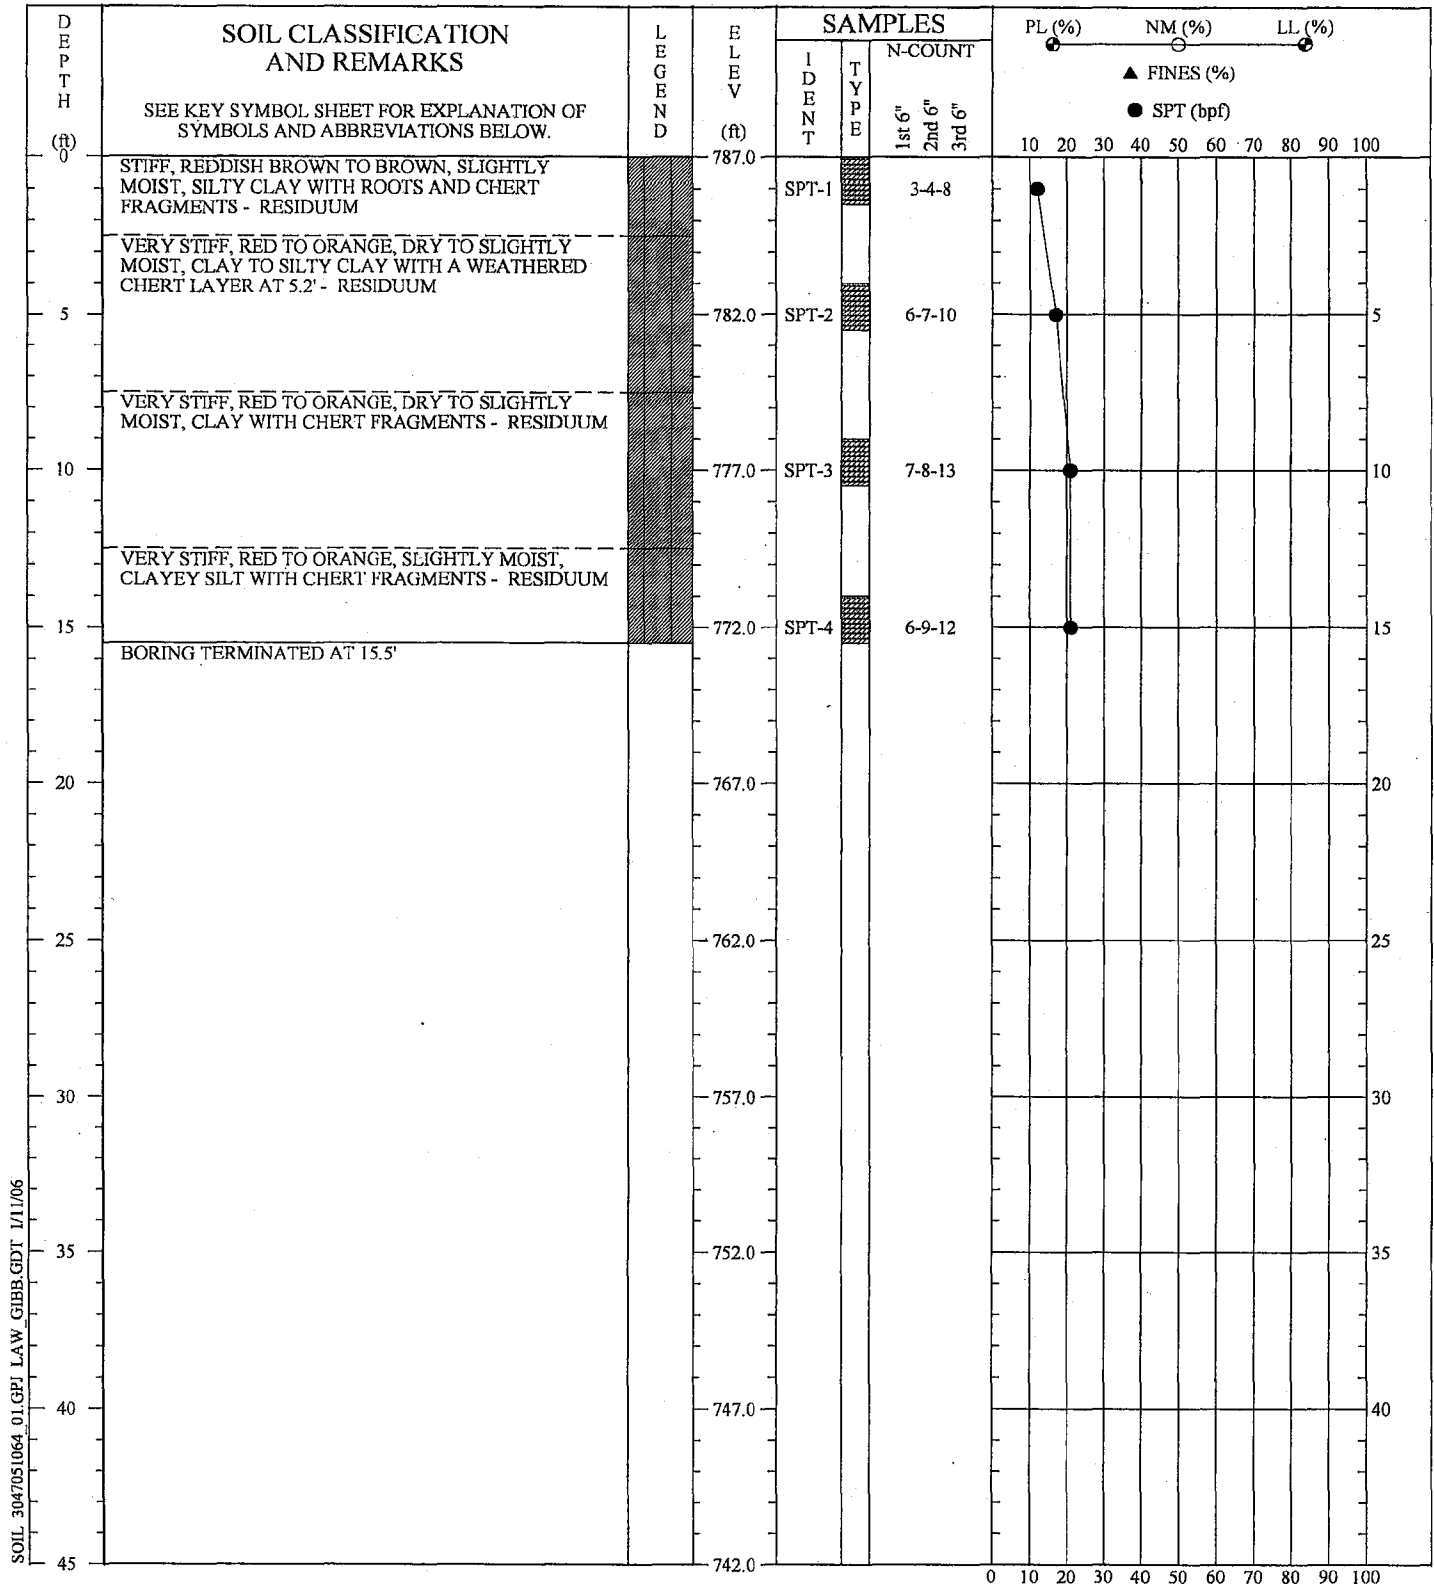 DEPTH (ft)
SOIL CLASSIFICATION
AND REMARKS
SEE KEY SYMBOL SHEET FOR EXPLANATION OF
SYMBOLS AND ABBREVIATIONS BELOW.
LEGEND
ELEV (ft)
SAMPLES
IDENT
TYPE
N-COUNT
1st 6"
2nd 6"
3rd 6"
PL (%) NM (%) LL (%)
▲ FINES (%)
● SPT (bpf)
10 20 30 40 50 60 70 80 90 100
0 787.0
STIFF, REDDISH BROWN TO BROWN, SLIGHTLY
MOIST, SILTY CLAY WITH ROOTS AND CHERT
FRAGMENTS - RESIDUUM
SPT-1 3-4-8
VERY STIFF, RED TO ORANGE, DRY TO SLIGHTLY
MOIST, CLAY TO SILTY CLAY WITH A WEATHERED
CHERT LAYER AT 5.2' - RESIDUUM
5 782.0 SPT-2 6-7-10 5
VERY STIFF, RED TO ORANGE, DRY TO SLIGHTLY
MOIST, CLAY WITH CHERT FRAGMENTS - RESIDUUM
10 777.0 SPT-3 7-8-13 10
VERY STIFF, RED TO ORANGE, SLIGHTLY MOIST,
CLAYEY SILT WITH CHERT FRAGMENTS - RESIDUUM
15 772.0 SPT-4 6-9-12 15
BORING TERMINATED AT 15.5'
20 767.0 20
25 762.0 25
30 757.0 30
35 752.0 35
40 747.0 40
45 742.0
0 10 20 30 40 50 60 70 80 90 100
SOIL 3047051064_01.GPJ LAW_GIBB.GDT 1/11/06